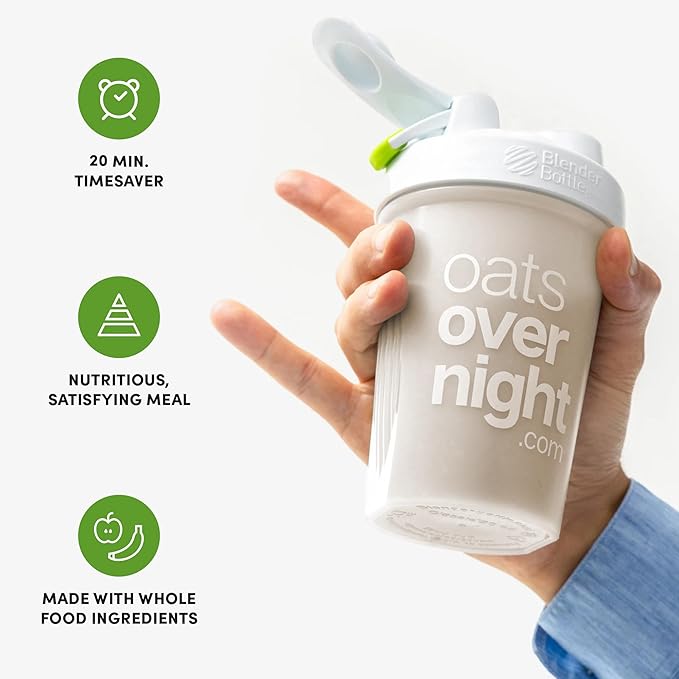 20 MIN.
TIMESAVER
NUTRITIOUS,
SATISFYING MEAL
MADE WITH WHOLE
FOOD INGREDIENTS
Blender
Bottle
oats
over
night
.com